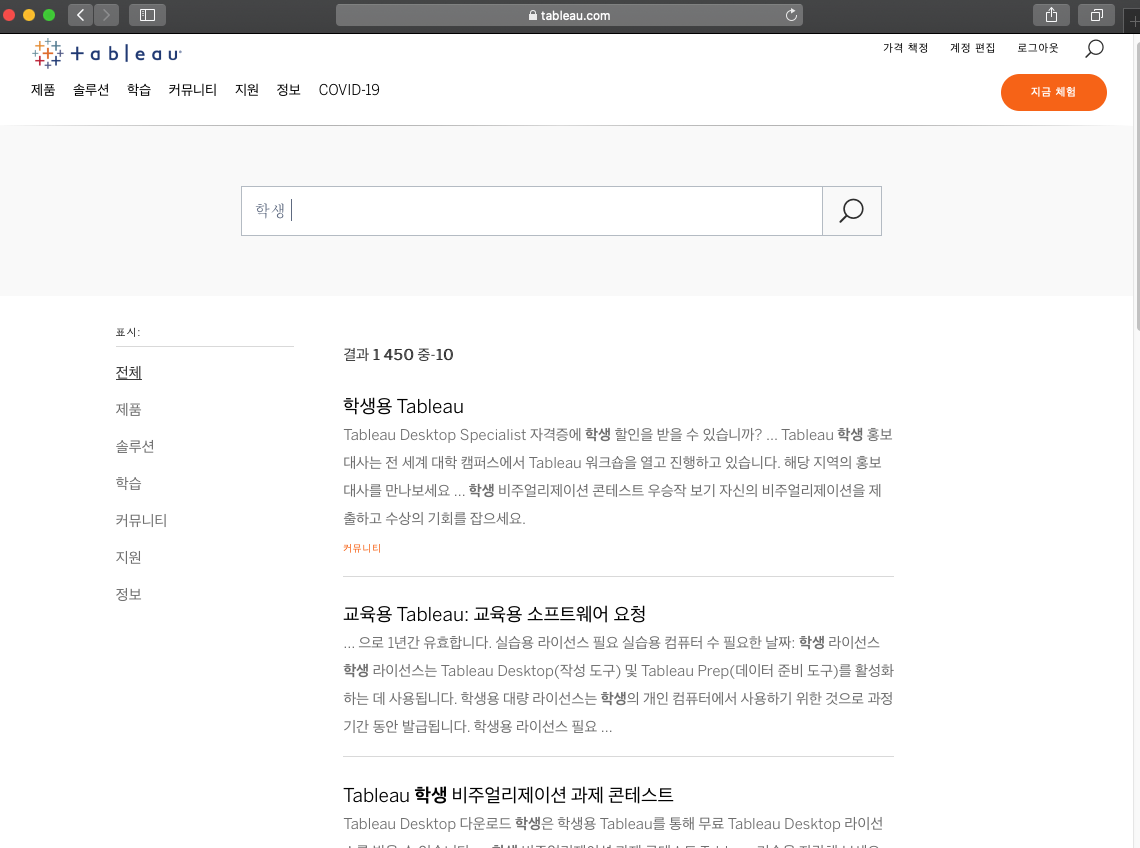 tableau.com
tableau
가격 책정 계정 편집 로그아웃
제품 솔루션 학습 커뮤니티 지원 정보 COVID-19
지금 체험
학생
표시:
전체
제품
솔루션
학습
커뮤니티
지원
정보
결과 1 450 중-10
학생용 Tableau
Tableau Desktop Specialist 자격증에 학생 할인을 받을 수 있습니까? ... Tableau 학생 홍보
대사는 전 세계 대학 캠퍼스에서 Tableau 워크숍을 열고 진행하고 있습니다. 해당 지역의 홍보
대사를 만나보세요 ... 학생 비주얼리제이션 콘테스트 우승작 보기 자신의 비주얼리제이션을 제
출하고 수상의 기회를 잡으세요.
커뮤니티
교육용 Tableau: 교육용 소프트웨어 요청
... 으로 1년간 유효합니다. 실습용 라이선스 필요 실습용 컴퓨터 수 필요한 날짜: 학생 라이선스
학생 라이선스는 Tableau Desktop(작성 도구) 및 Tableau Prep(데이터 준비 도구)를 활성화
하는 데 사용됩니다. 학생용 대량 라이선스는 학생의 개인 컴퓨터에서 사용하기 위한 것으로 과정
기간 동안 발급됩니다. 학생용 라이선스 필요 ...
Tableau 학생 비주얼리제이션 과제 콘테스트
Tableau Desktop 다운로드 학생은 학생용 Tableau를 통해 무료 Tableau Desktop 라이선